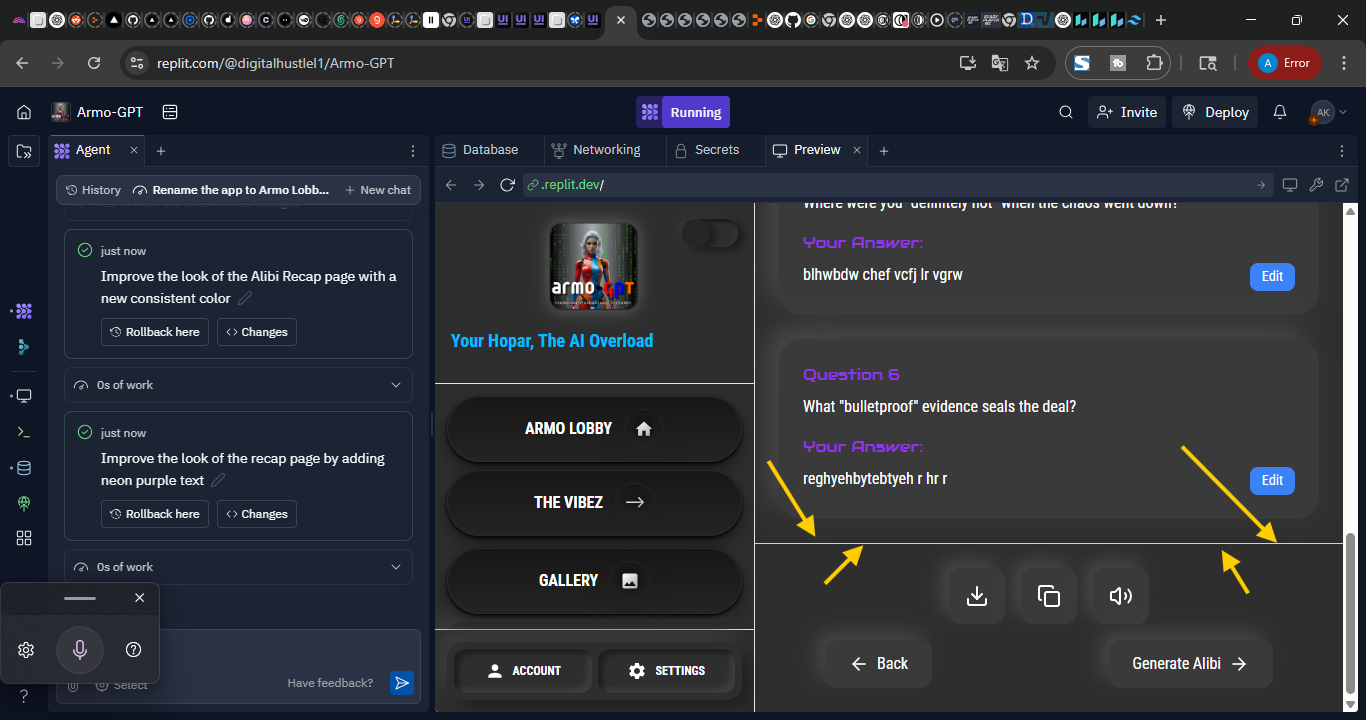 replit.com/@digitalhustlel1/Armo-GPT
Error
Armo-GPT
Running
Invite
Deploy
AK
Agent
Database
Networking
Secrets
Preview
History
Rename the app to Armo Lobb...
New chat
.replit.dev/
just now
Improve the look of the Alibi Recap page with a
new consistent color
Rollback here
Changes
0s of work
just now
Improve the look of the recap page by adding
neon purple text
Rollback here
Changes
0s of work
Select
Have feedback?
armo GPT
Your Hopar, The AI Overload
ARMO LOBBY
THE VIBEZ
GALLERY
ACCOUNT
SETTINGS
Where were you "definitely not" when the chaos went down?
Your Answer:
blhwbdw chef vcfj lr vgrw
Edit
Question 6
What "bulletproof" evidence seals the deal?
Your Answer:
reghyehbytebtyeh r hr r
Edit
Back
Generate Alibi